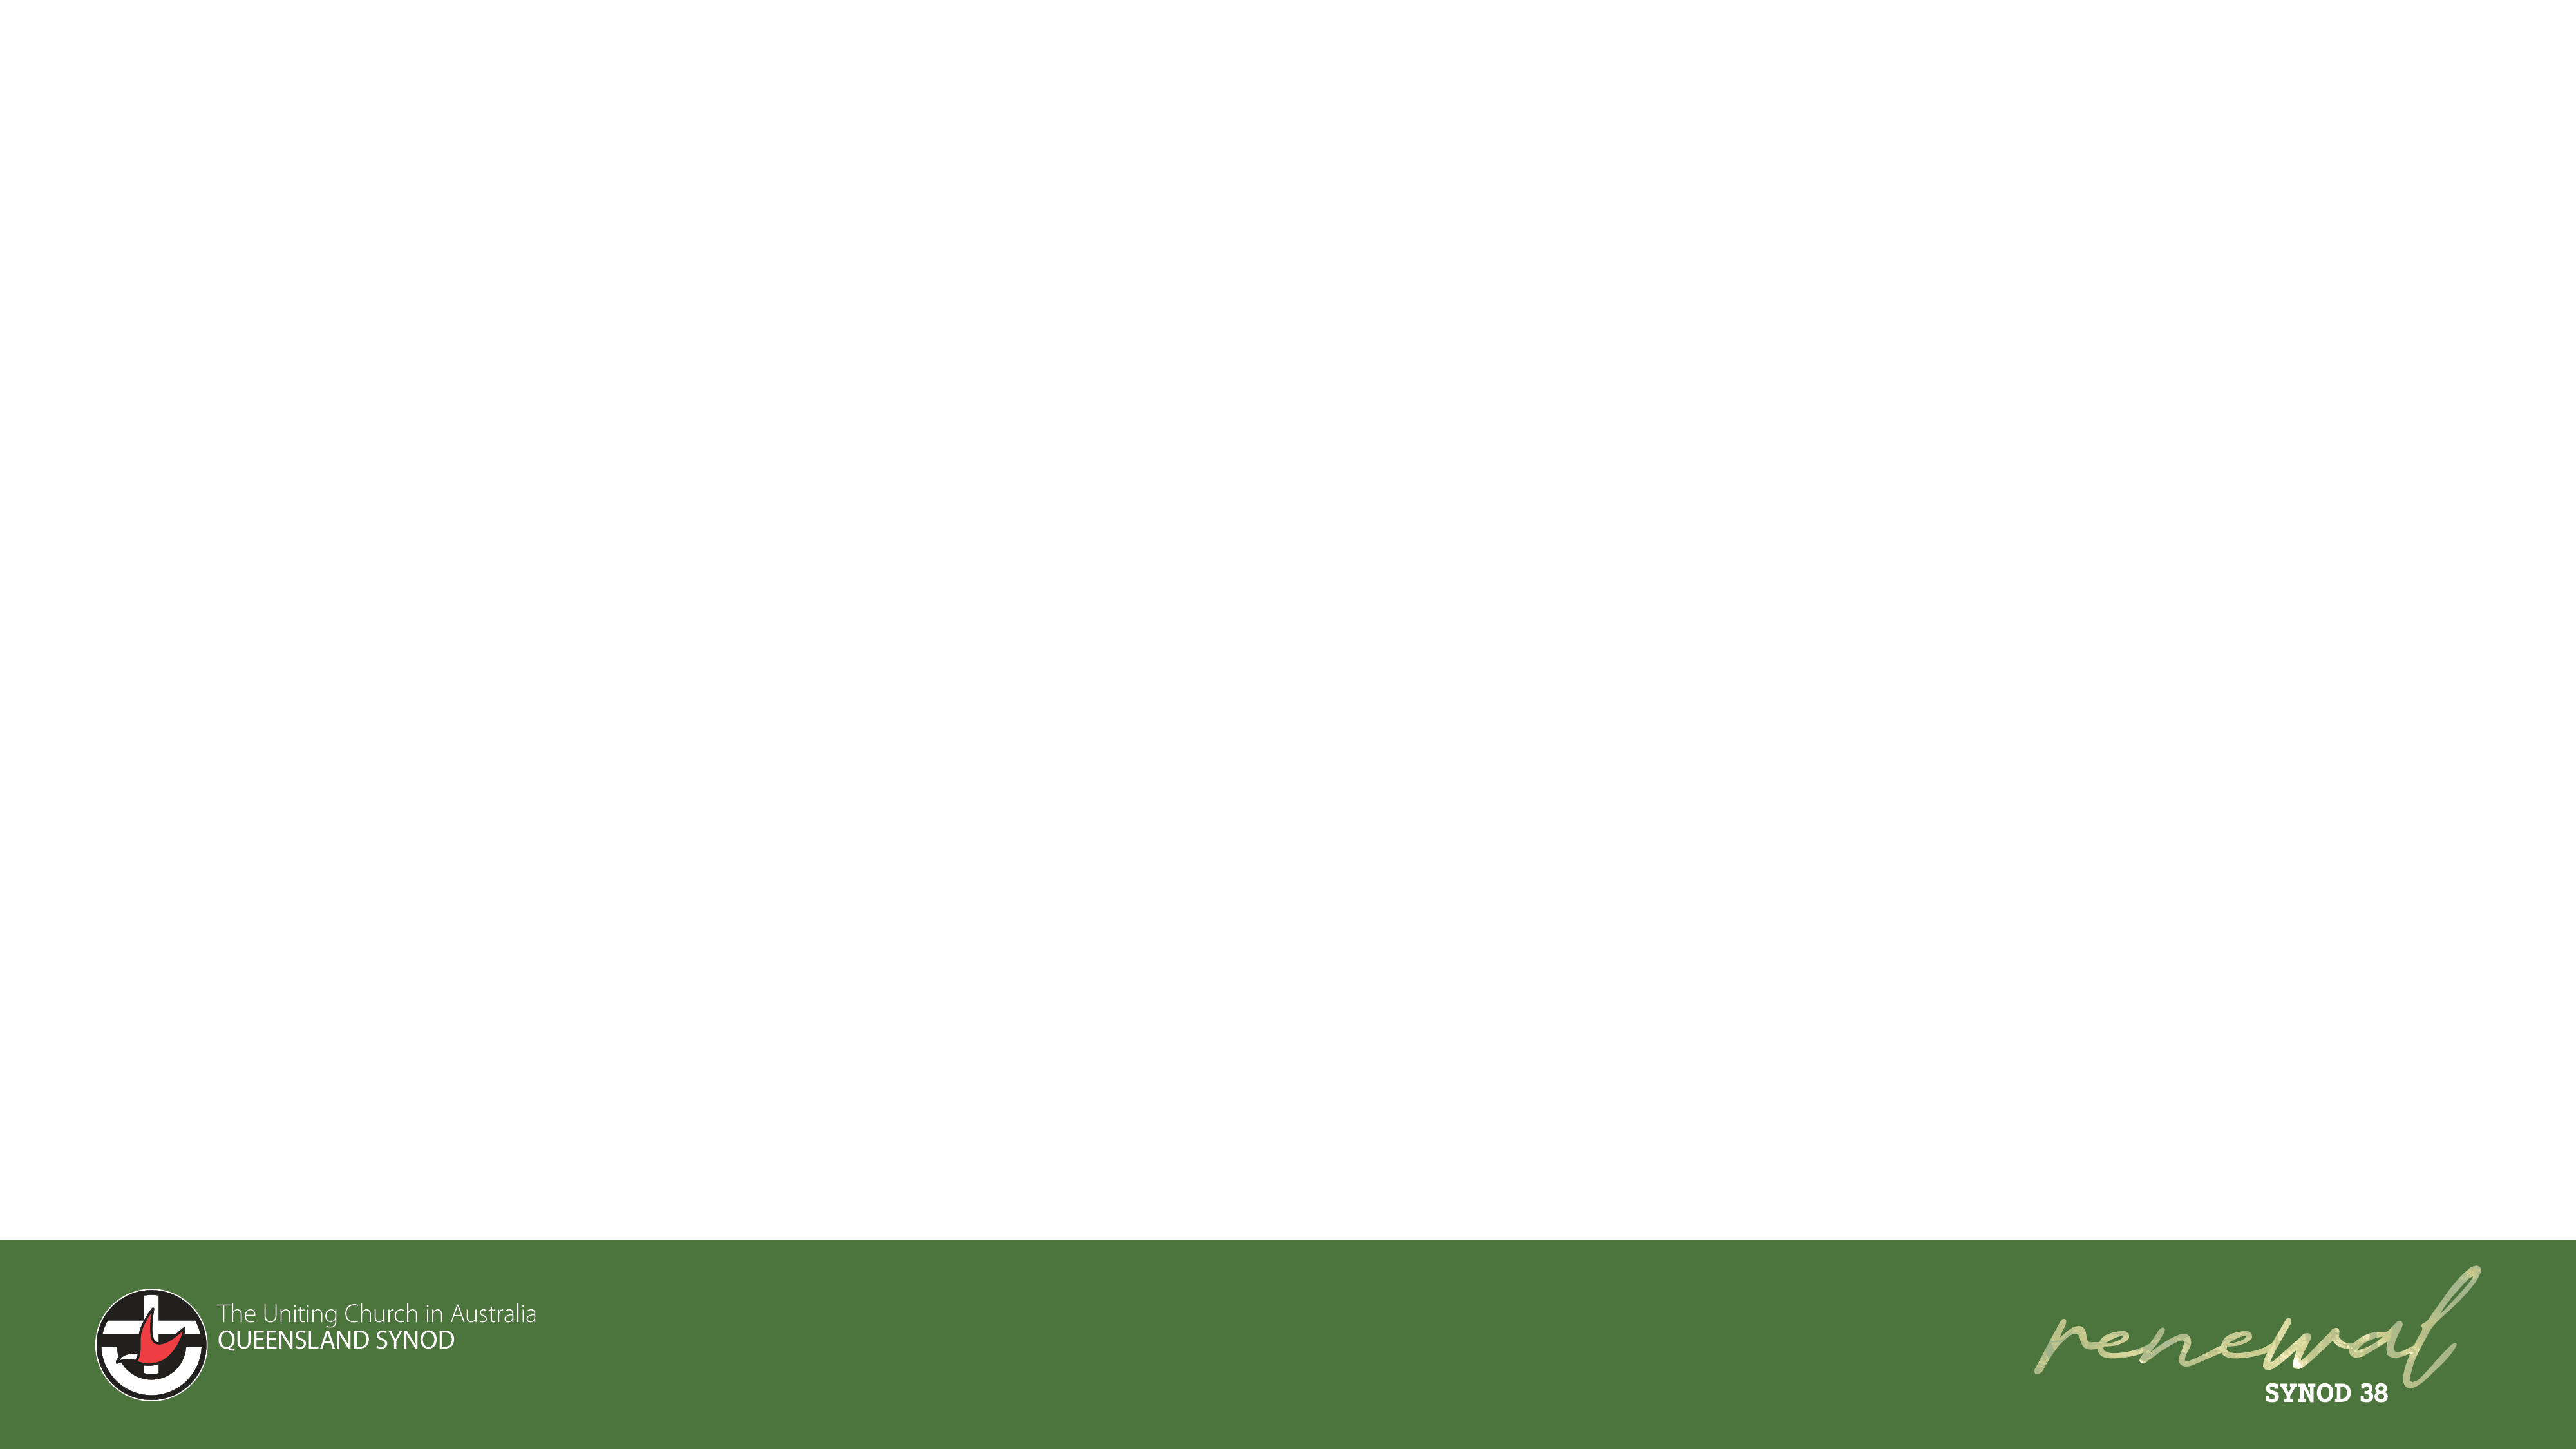 The Uniting Church in Australia
QUEENSLAND SYNOD
renewal
SYNOD 38